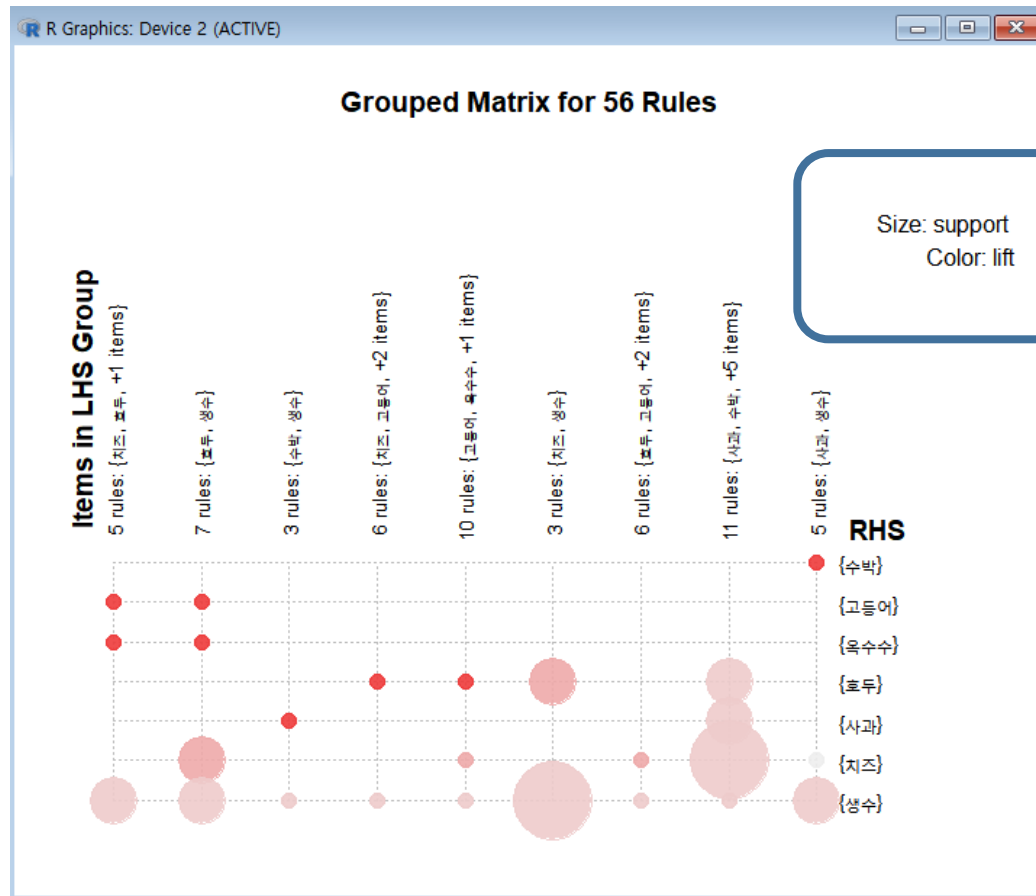 R Graphics: Device 2 (ACTIVE)
Grouped Matrix for 56 Rules
Size: support
Color: lift
Items in LHS Group
5 rules: {치즈, 호두, +1 items}
7 rules: {호두, 생수}
3 rules: {수박, 생수}
6 rules: {치즈, 고등어, +2 items}
10 rules: {고등어, 옥수수, +1 items}
3 rules: {치즈, 생수}
6 rules: {호두, 고등어, +2 items}
11 rules: {사과, 수박, +5 items}
5 rules: {사과, 생수}
RHS
{수박}
{고등어}
{옥수수}
{호두}
{사과}
{치즈}
{생수}